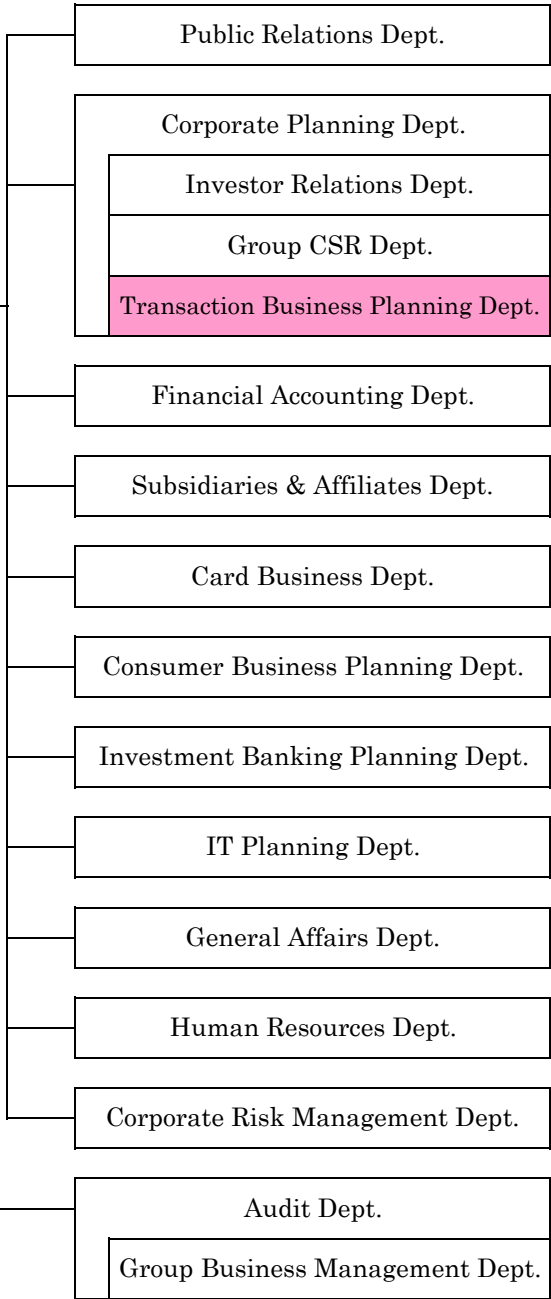 Public Relations Dept.
Corporate Planning Dept.
Investor Relations Dept.
Group CSR Dept.
Transaction Business Planning Dept.
Financial Accounting Dept.
Subsidiaries & Affiliates Dept.
Card Business Dept.
Consumer Business Planning Dept.
Investment Banking Planning Dept.
IT Planning Dept.
General Affairs Dept.
Human Resources Dept.
Corporate Risk Management Dept.
Audit Dept.
Group Business Management Dept.